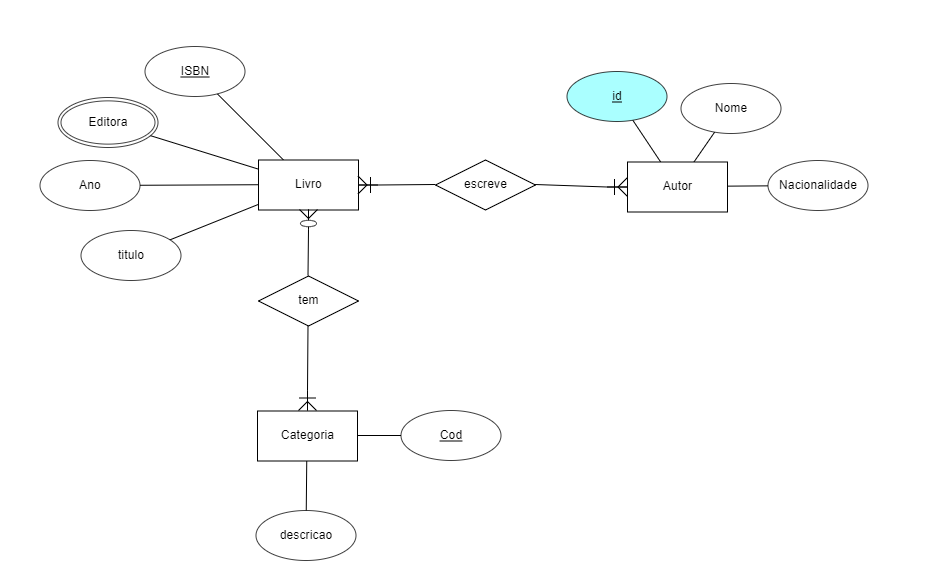 ISBN
id
Nome
Editora
Ano
Livro
escreve
Autor
Nacionalidade
titulo
tem
Categoria
Cod
descricao